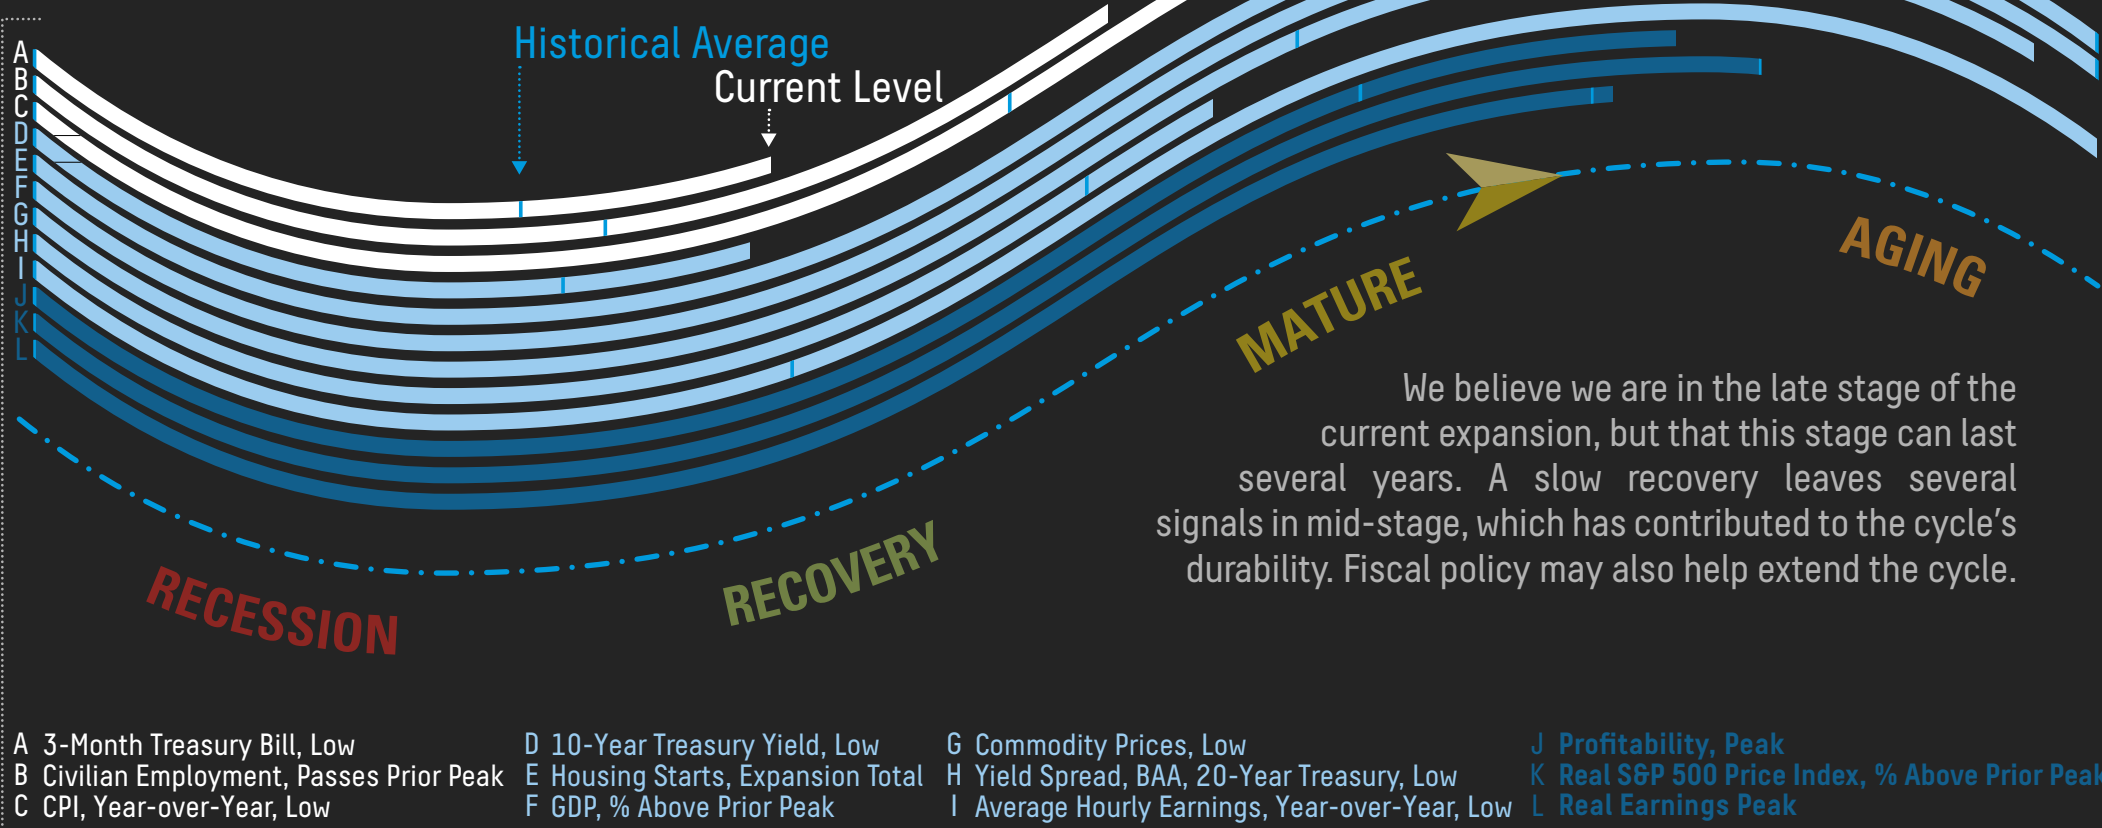 Historical Average
Current Level
A
B
C
D
E
F
G
H
I
J
K
L
RECESSION
RECOVERY
MATURE
AGING
We believe we are in the late stage of the
current expansion, but that this stage can last
several years. A slow recovery leaves several
signals in mid-stage, which has contributed to the cycle's
durability. Fiscal policy may also help extend the cycle.
A 3-Month Treasury Bill, Low
B Civilian Employment, Passes Prior Peak
C CPI, Year-over-Year, Low
D 10-Year Treasury Yield, Low
E Housing Starts, Expansion Total
F GDP, % Above Prior Peak
G Commodity Prices, Low
H Yield Spread, BAA, 20-Year Treasury, Low
I Average Hourly Earnings, Year-over-Year, Low
J Profitability, Peak
K Real S&P 500 Price Index, % Above Prior Peak
L Real Earnings Peak